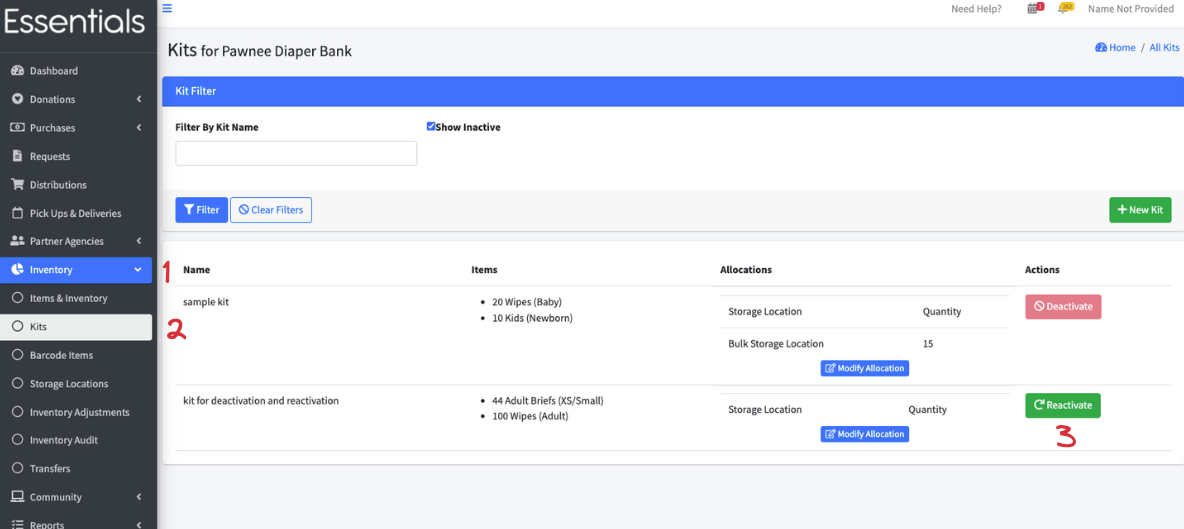 Essentials
Dashboard
Donations
Purchases
Requests
Distributions
Pick Ups & Deliveries
Partner Agencies
Inventory
Items & Inventory
Kits
Barcode Items
Storage Locations
Inventory Adjustments
Inventory Audit
Transfers
Community
Reports
1
2
Need Help?
1
262
Name Not Provided
Kits for Pawnee Diaper Bank
Home / All Kits
Kit Filter
Filter By Kit Name
Show Inactive
Filter
Clear Filters
New Kit
Name Items Allocations Actions
sample kit
20 Wipes (Baby)
10 Kids (Newborn)
Storage Location Quantity
Bulk Storage Location 15
Modify Allocation
Deactivate
kit for deactivation and reactivation
44 Adult Briefs (XS/Small)
100 Wipes (Adult)
Storage Location Quantity
Modify Allocation
Reactivate
3